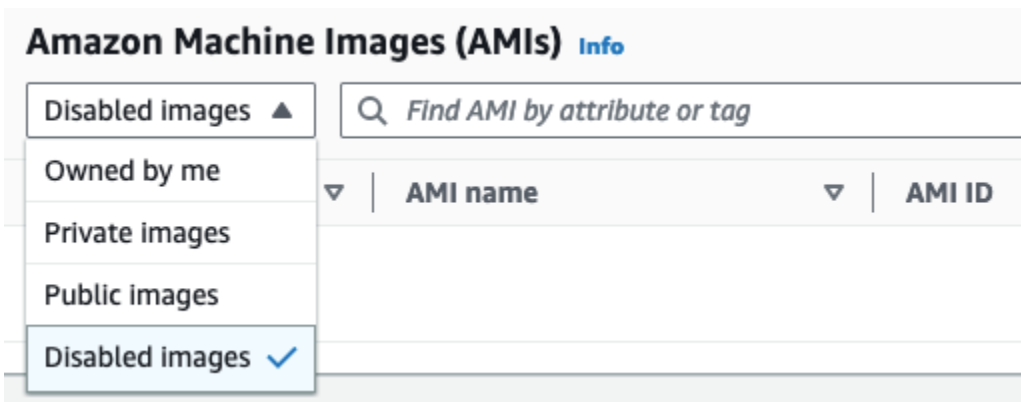 Amazon Machine Images (AMIs) Info
Disabled images
Find AMI by attribute or tag
Owned by me
AMI name
AMI ID
Private images
Public images
Disabled images